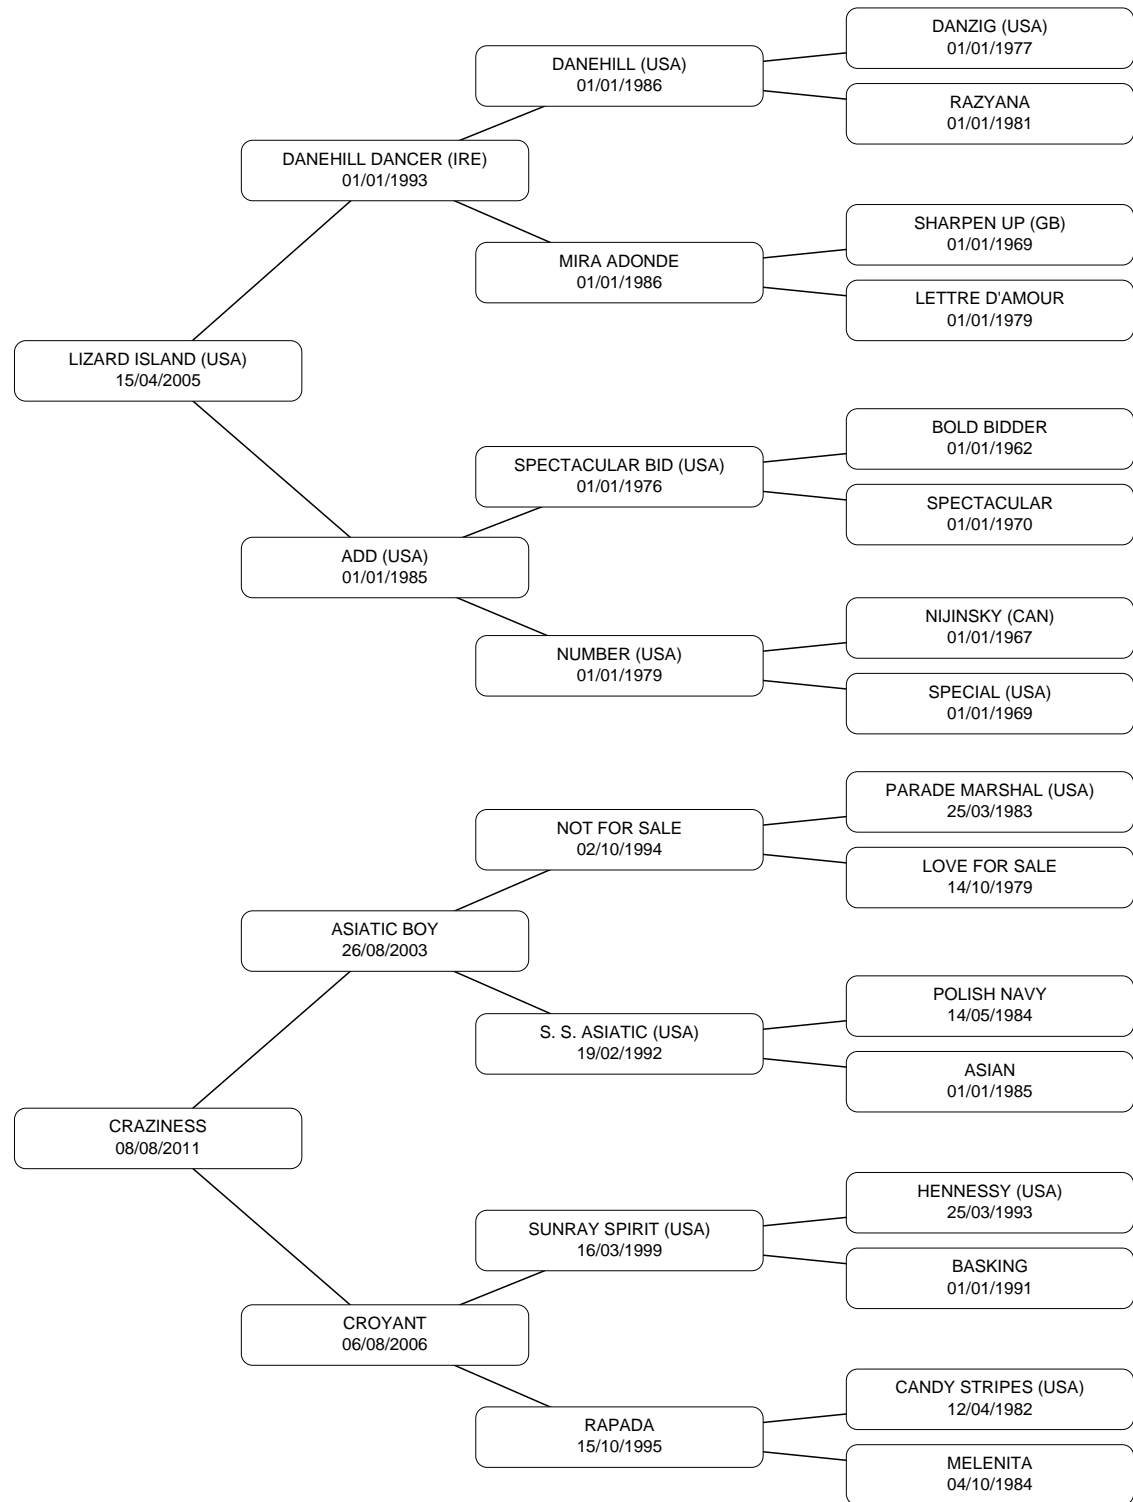 DANZIG (USA)
01/01/1977
DANEHILL (USA)
01/01/1986
RAZYANA
01/01/1981
DANEHILL DANCER (IRE)
01/01/1993
SHARPEN UP (GB)
01/01/1969
MIRA ADONDE
01/01/1986
LETTRE D'AMOUR
01/01/1979
LIZARD ISLAND (USA)
15/04/2005
BOLD BIDDER
01/01/1962
SPECTACULAR BID (USA)
01/01/1976
SPECTACULAR
01/01/1970
ADD (USA)
01/01/1985
NIJINSKY (CAN)
01/01/1967
NUMBER (USA)
01/01/1979
SPECIAL (USA)
01/01/1969
PARADE MARSHAL (USA)
25/03/1983
NOT FOR SALE
02/10/1994
LOVE FOR SALE
14/10/1979
ASIATIC BOY
26/08/2003
POLISH NAVY
14/05/1984
S. S. ASIATIC (USA)
19/02/1992
ASIAN
01/01/1985
CRAZINESS
08/08/2011
HENNESSY (USA)
25/03/1993
SUNRAY SPIRIT (USA)
16/03/1999
BASKING
01/01/1991
CROYANT
06/08/2006
CANDY STRIPES (USA)
12/04/1982
RAPADA
15/10/1995
MELENITA
04/10/1984